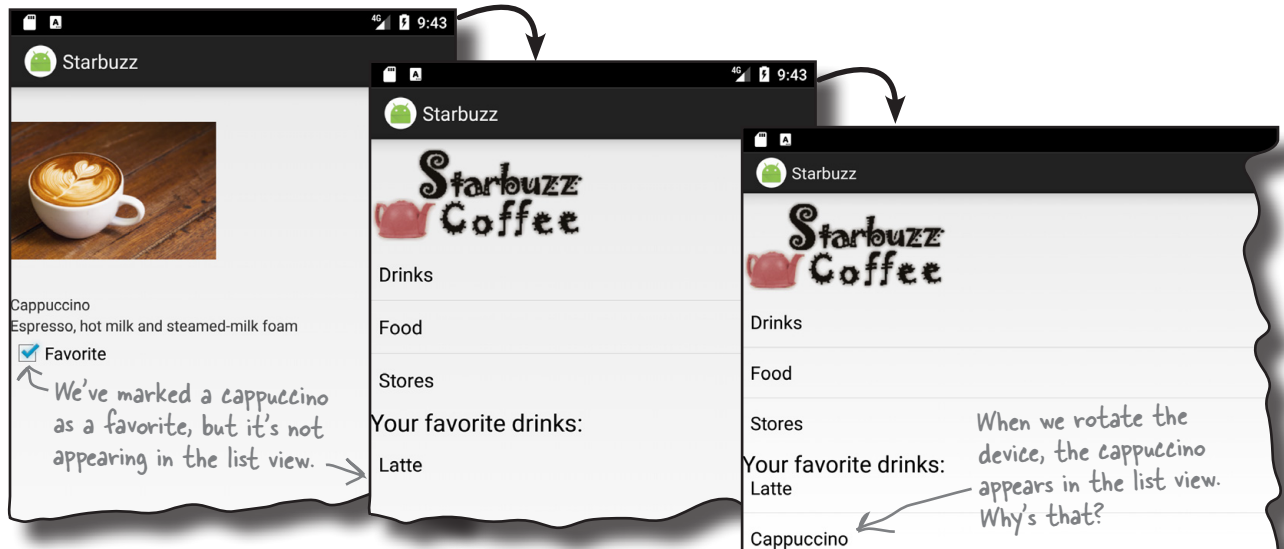 4G 9:43
Starbuzz
Cappuccino
Espresso, hot milk and steamed-milk foam
Favorite
We've marked a cappuccino
as a favorite, but it's not
appearing in the list view.
A 4G 9:43
Starbuzz
Starbuzz
Coffee
Drinks
Food
Stores
Your favorite drinks:
Latte
A
Starbuzz
Starbuzz
Coffee
Drinks
Food
Stores
Your favorite drinks:
Latte
Cappuccino
When we rotate the
device, the cappuccino
appears in the list view.
Why's that?